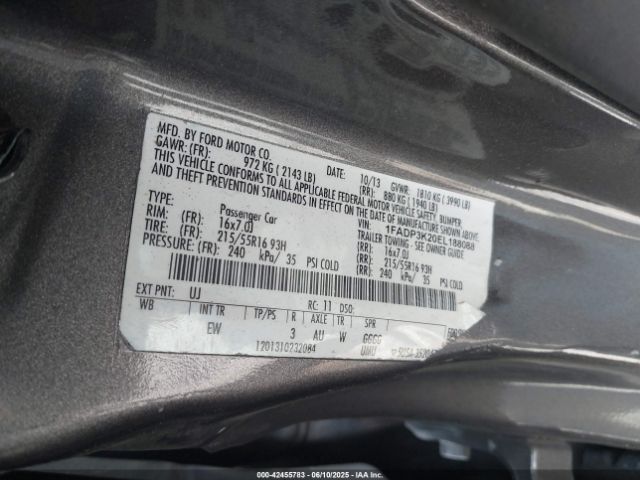 MFD. BY FORD MOTOR CO.
DATE: 10/13 GVWR: 1810 KG ( 3990 LB)
GAWR: (FR): 972 KG ( 2143 LB) (RR): 880 KG ( 1940 LB)
THIS VEHICLE CONFORMS TO ALL APPLICABLE FEDERAL MOTOR VEHICLE SAFETY, BUMPER
AND THEFT PREVENTION STANDARDS IN EFFECT ON THE DATE OF MANUFACTURE SHOWN ABOVE.
VIN: 1FADP3K20EL188088
TYPE: Passenger Car TRAILER TOWING - SEE OWNER GUIDE
RIM: 16x7.0J (RR) 16x7.0J
TIRE: (FR) 215/55R16 93H (RR) 215/55R16 93H
PRESSURE: (FR) 240 kPa/ 35 PSI COLD (RR) 240 kPa/ 35 PSI COLD
EXT PNT: UJ RC: 11 DSO:
WB INT TR TP/PS R AXLE TR SPR
EW 3 AU W GGGG
1201310232084 UMU
000-42455783 - 06/10/2025 - IAAI.COM